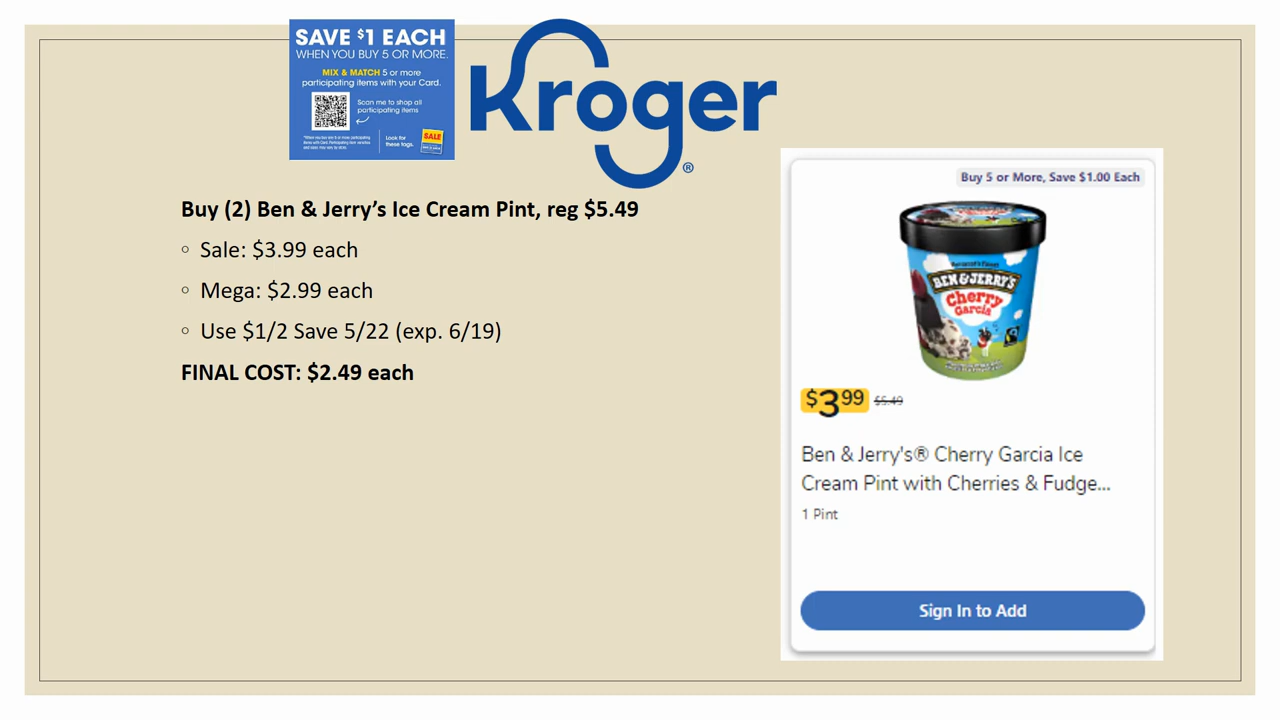 SAVE $1 EACH
WHEN YOU BUY 5 OR MORE.
MIX & MATCH 5 or more
participating items with your Card.
Scan me to shop all
participating items
Look for
these tags.
SALE
Kroger®
Buy (2) Ben & Jerry’s Ice Cream Pint, reg $5.49
◦ Sale: $3.99 each
◦ Mega: $2.99 each
◦ Use $1/2 Save 5/22 (exp. 6/19)
FINAL COST: $2.49 each
Buy 5 or More, Save $1.00 Each
BEN & JERRY'S
Cherry
Garcia
$3 99 $5.49
Ben & Jerry's® Cherry Garcia Ice
Cream Pint with Cherries & Fudge...
1 Pint
Sign In to Add